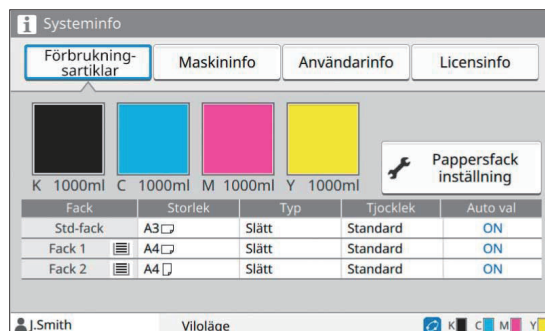 Systeminfo
Förbruknings-
sartiklar
Maskininfo
Användarinfo
Licensinfo
K 1000ml C 1000ml M 1000ml Y 1000ml
Pappersfack
inställning
Fack Storlek Typ Tjocklek Auto val
Std-fack A3 Slätt Standard ON
Fack 1 A4 Slätt Standard ON
Fack 2 A4 Slätt Standard ON
J.Smith Viloläge K C M Y